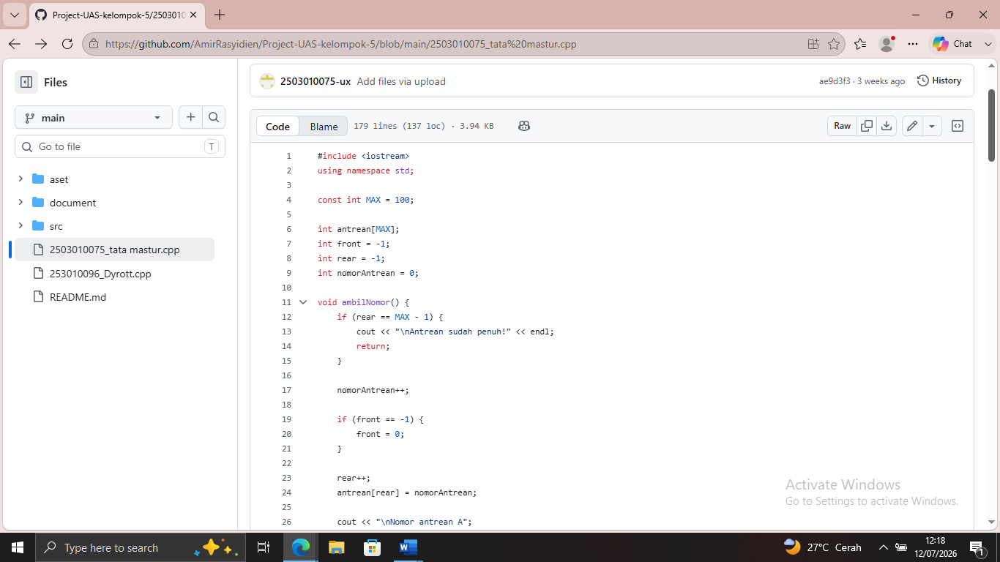 Project-UAS-kelompok-5/2503010
https://github.com/AmirRasyidien/Project-UAS-kelompok-5/blob/main/2503010075_tata%20mastur.cpp
Chat
Files
main
Go to file
T
aset
document
src
2503010075_tata mastur.cpp
253010096_Dyrott.cpp
README.md
2503010075-ux Add files via upload
ae9d3f3 · 3 weeks ago
History
Code
Blame
179 lines (137 loc) · 3.94 KB
Raw
1 #include <iostream>
2 using namespace std;
3
4 const int MAX = 100;
5
6 int antrean[MAX];
7 int front = -1;
8 int rear = -1;
9 int nomorAntrean = 0;
10
11 void ambilNomor() {
12 if (rear == MAX - 1) {
13 cout << "\nAntrean sudah penuh!" << endl;
14 return;
15 }
16
17 nomorAntrean++;
18
19 if (front == -1) {
20 front = 0;
21 }
22
23 rear++;
24 antrean[rear] = nomorAntrean;
25
26 cout << "\nNomor antrean A";
Activate Windows
Go to Settings to activate Windows.
Type here to search
27°C Cerah
12:18
12/07/2026
1